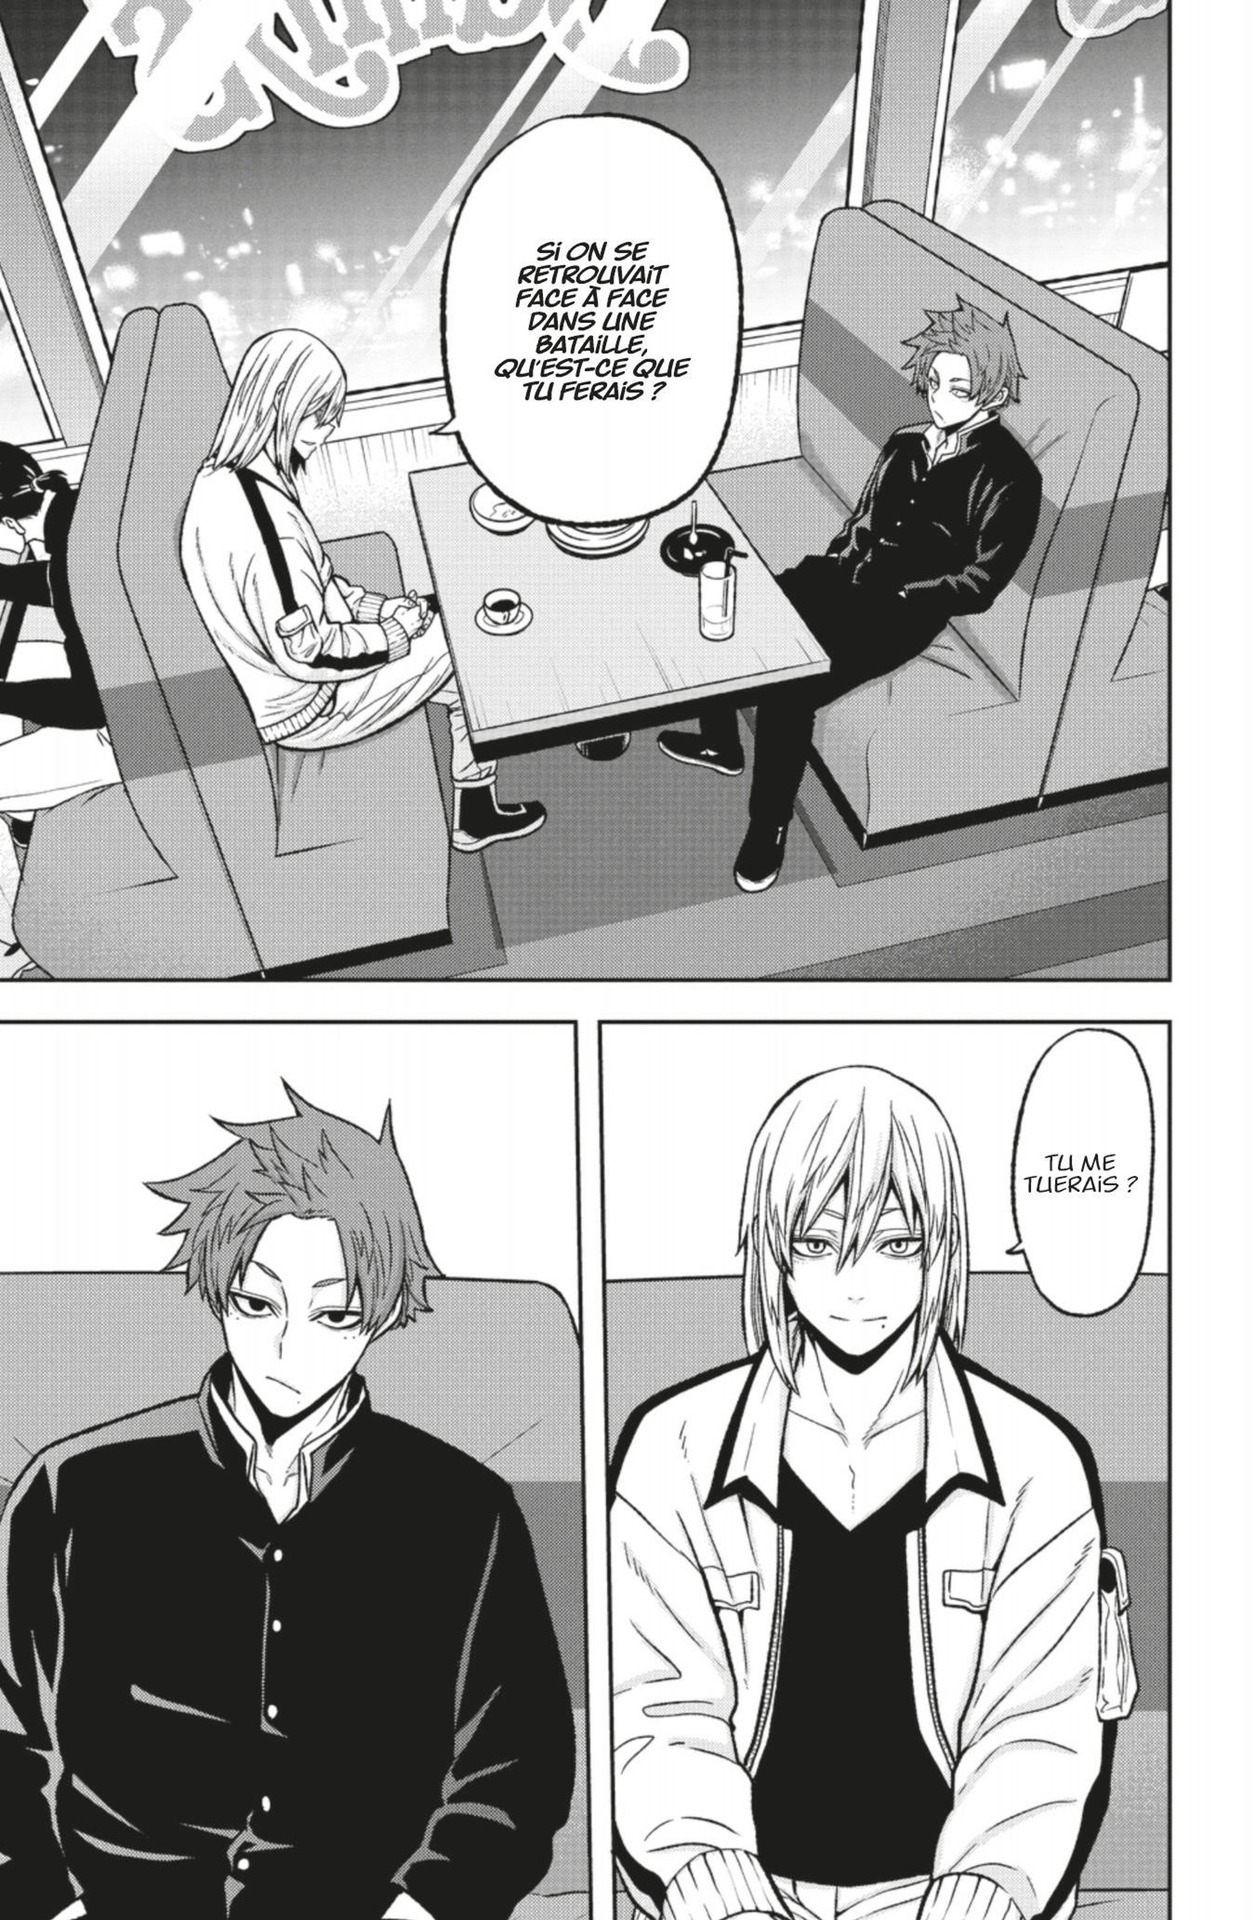 SI ON SE
RETROUVAIT
FACE À FACE
DANS UNE
BATAILLE,
QU'EST-CE QUE
TU FERAIS ?
TU ME
TUERAIS ?